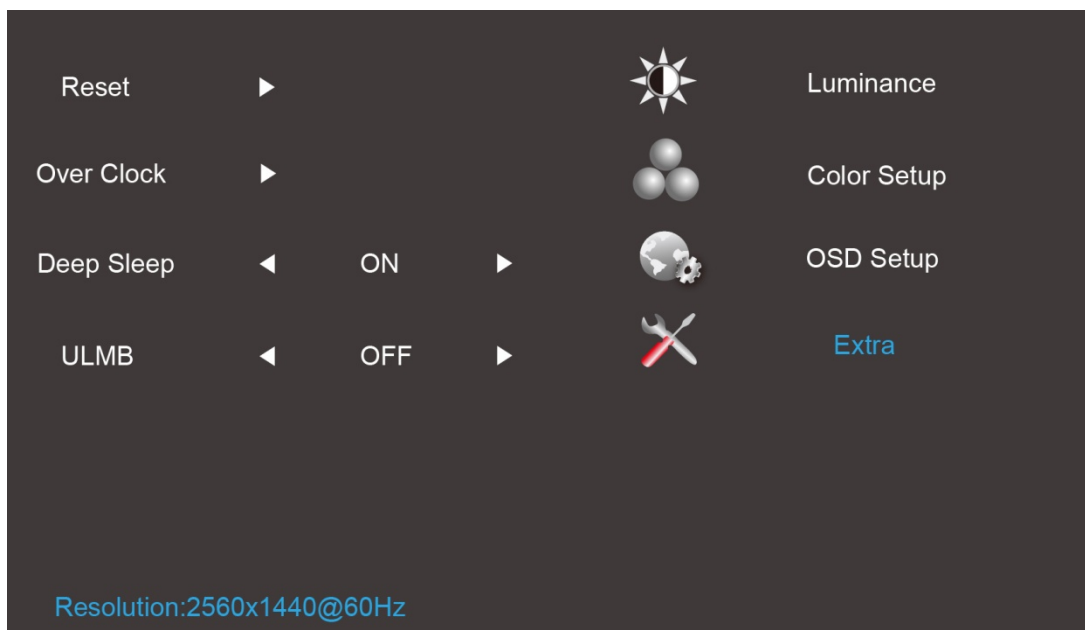 Reset Luminance
Over Clock Color Setup
Deep Sleep ON OSD Setup
ULMB OFF Extra
Resolution:2560x1440@60Hz